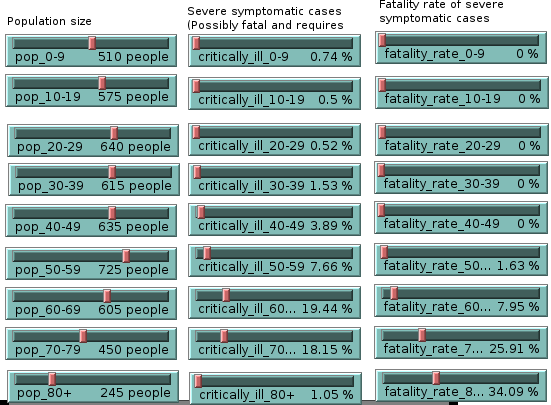 Population size
Severe symptomatic cases
(Possibly fatal and requires
Fatality rate of severe
symptomatic cases
pop_0-9 510 people
critically_ill_0-9 0.74 %
fatality_rate_0-9 0 %
pop_10-19 575 people
critically_ill_10-19 0.5 %
fatality_rate_10-19 0 %
pop_20-29 640 people
critically_ill_20-29 0.52 %
fatality_rate_20-29 0 %
pop_30-39 615 people
critically_ill_30-39 1.53 %
fatality_rate_30-39 0 %
pop_40-49 635 people
critically_ill_40-49 3.89 %
fatality_rate_40-49 0 %
pop_50-59 725 people
critically_ill_50-59 7.66 %
fatality_rate_50... 1.63 %
pop_60-69 605 people
critically_ill_60... 19.44 %
fatality_rate_60... 7.95 %
pop_70-79 450 people
critically_ill_70... 18.15 %
fatality_rate_7... 25.91 %
pop_80+ 245 people
critically_ill_80+ 1.05 %
fatality_rate_8... 34.09 %